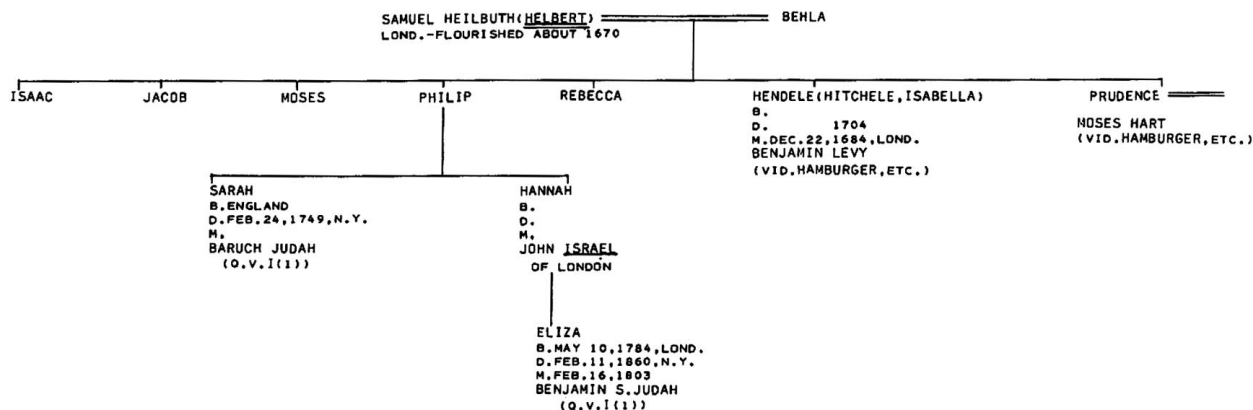 SAMUEL HEILBUTH(HELBERT) BEHLA
LOND.-FLOURISHED ABOUT 1670
ISAAC JACOB MOSES PHILIP REBECCA HENDELE(HITCHELE,ISABELLA) PRUDENCE
B.
D. 1704
M.DEC.22,1684,LOND.
BENJAMIN LEVY
(VID.HAMBURGER,ETC.)
MOSES HART
(VID.HAMBURGER,ETC.)
SARAH
B.ENGLAND
D.FEB.24,1749,N.Y.
M.
BARUCH JUDAH
(Q.V.I(1))
HANNAH
B.
D.
M.
JOHN ISRAEL
OF LONDON
ELIZA
B.MAY 10,1784,LOND.
D.FEB.11,1860,N.Y.
M.FEB.16,1803
BENJAMIN S.JUDAH
(Q.V.I(1))